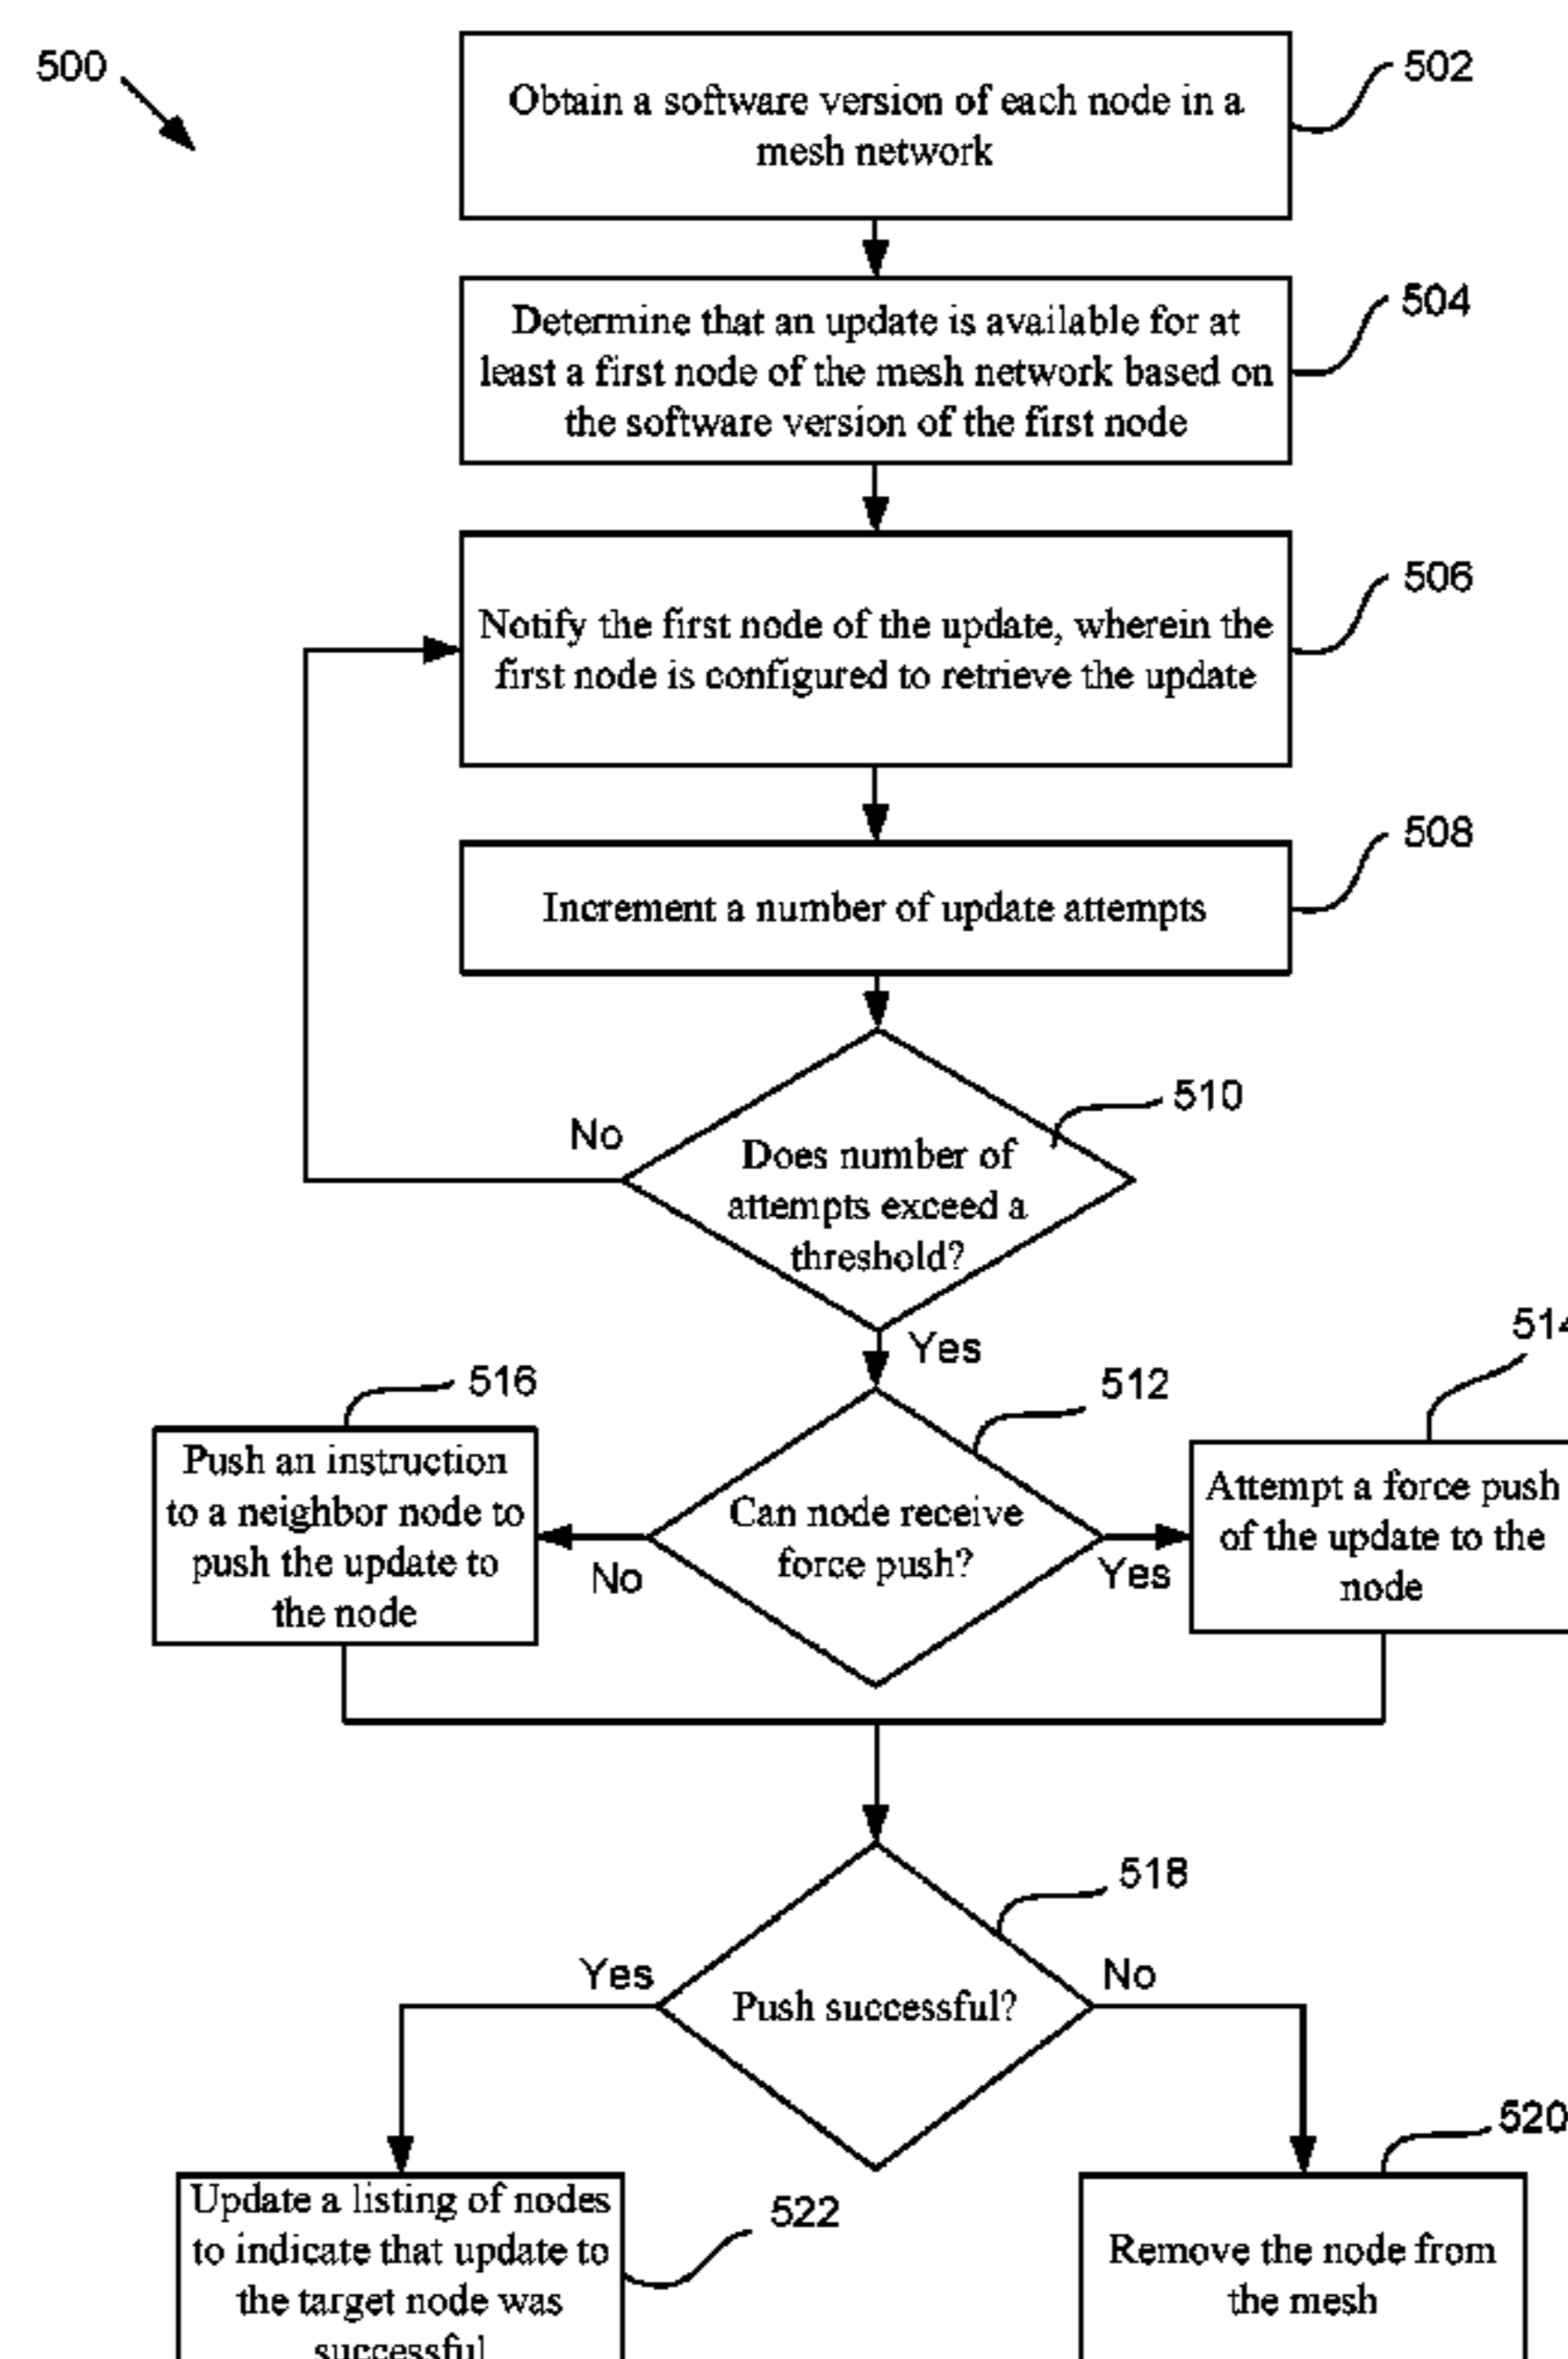 500
502
Obtain a software version of each node in a
mesh network
504
Determine that an update is available for at
least a first node of the mesh network based on
the software version of the first node
506
Notify the first node of the update, wherein the
first node is configured to retrieve the update
508
Increment a number of update attempts
510
No
Does number of
attempts exceed a
threshold?
Yes
514
516
512
Push an instruction
to a neighbor node to
push the update to
the node
No
Can node receive
force push?
Yes
Attempt a force push
of the update to the
node
518
Yes
No
Push successful?
520
522
Update a listing of nodes
to indicate that update to
the target node was
successful
Remove the node from
the mesh